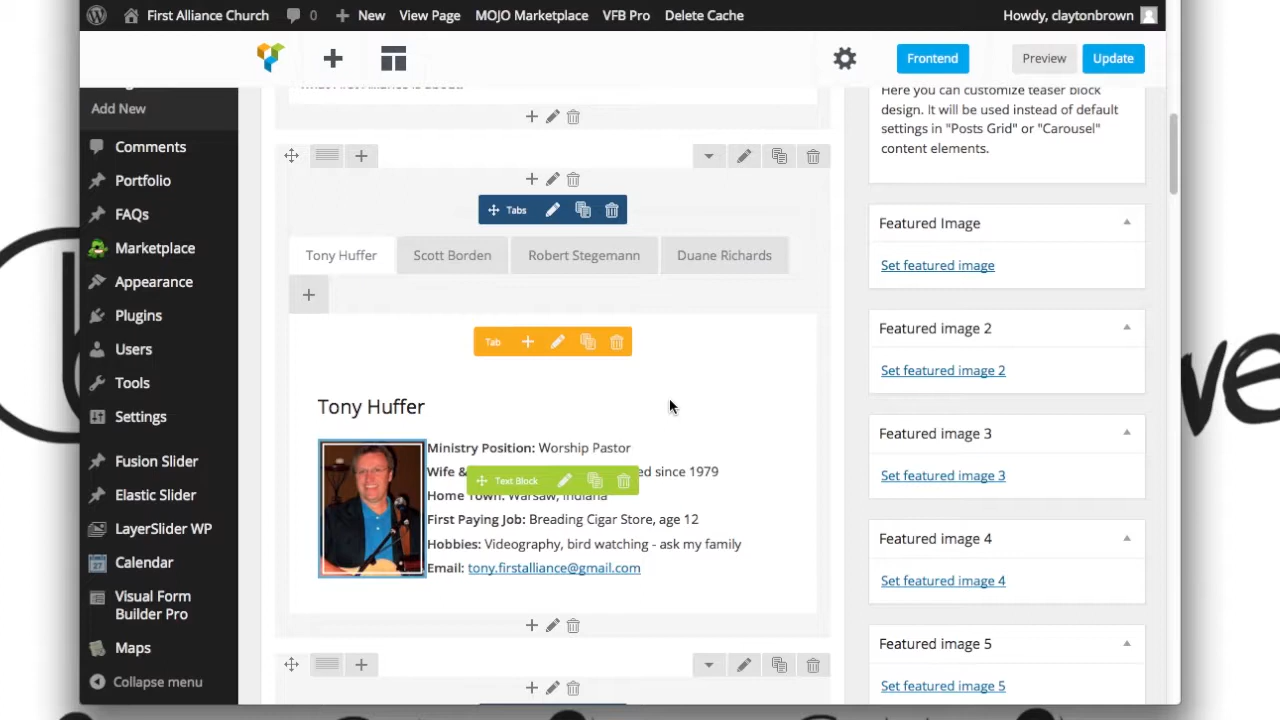 First Alliance Church 0 New View Page MOJO Marketplace VFB Pro Delete Cache Howdy, claytonbrown
Frontend Preview Update
Add New
Comments
Portfolio
FAQs
Marketplace
Appearance
Plugins
Users
Tools
Settings
Fusion Slider
Elastic Slider
LayerSlider WP
Calendar
Visual Form
Builder Pro
Maps
Collapse menu
Tabs
Tony Huffer Scott Borden Robert Stegemann Duane Richards
Tab
Tony Huffer
Ministry Position: Worship Pastor
Wife & ed since 1979
Text Block
Home Town: Warsaw, Indiana
First Paying Job: Breading Cigar Store, age 12
Hobbies: Videography, bird watching - ask my family
Email: tony.firstalliance@gmail.com
Here you can customize teaser block
design. It will be used instead of default
settings in "Posts Grid" or "Carousel"
content elements.
Featured Image
Set featured image
Featured image 2
Set featured image 2
Featured image 3
Set featured image 3
Featured image 4
Set featured image 4
Featured image 5
Set featured image 5